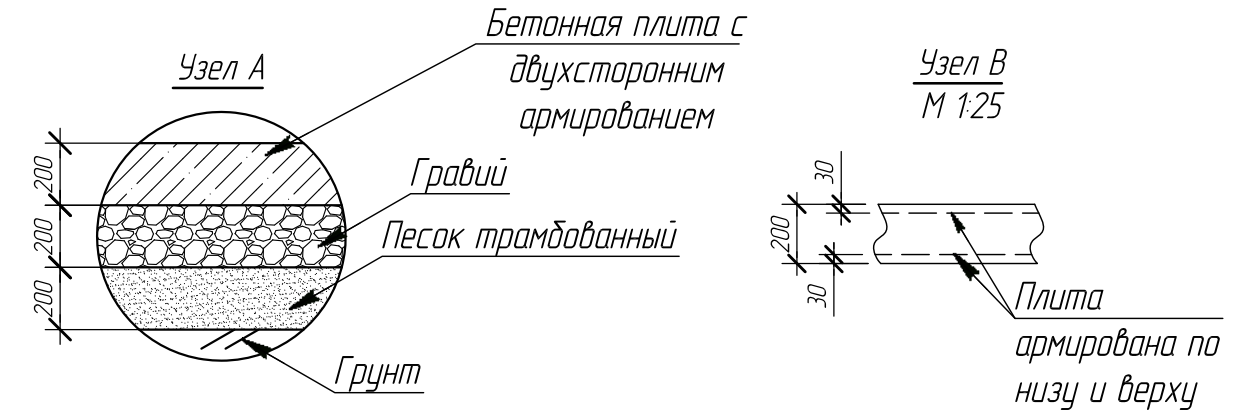 Узел А
Бетонная плита с
двухсторонним
армированием
Гравий
Песок трамбованный
Грунт
200
200
200
Узел В
М 1:25
30
200
30
Плита
армирована по
низу и верху